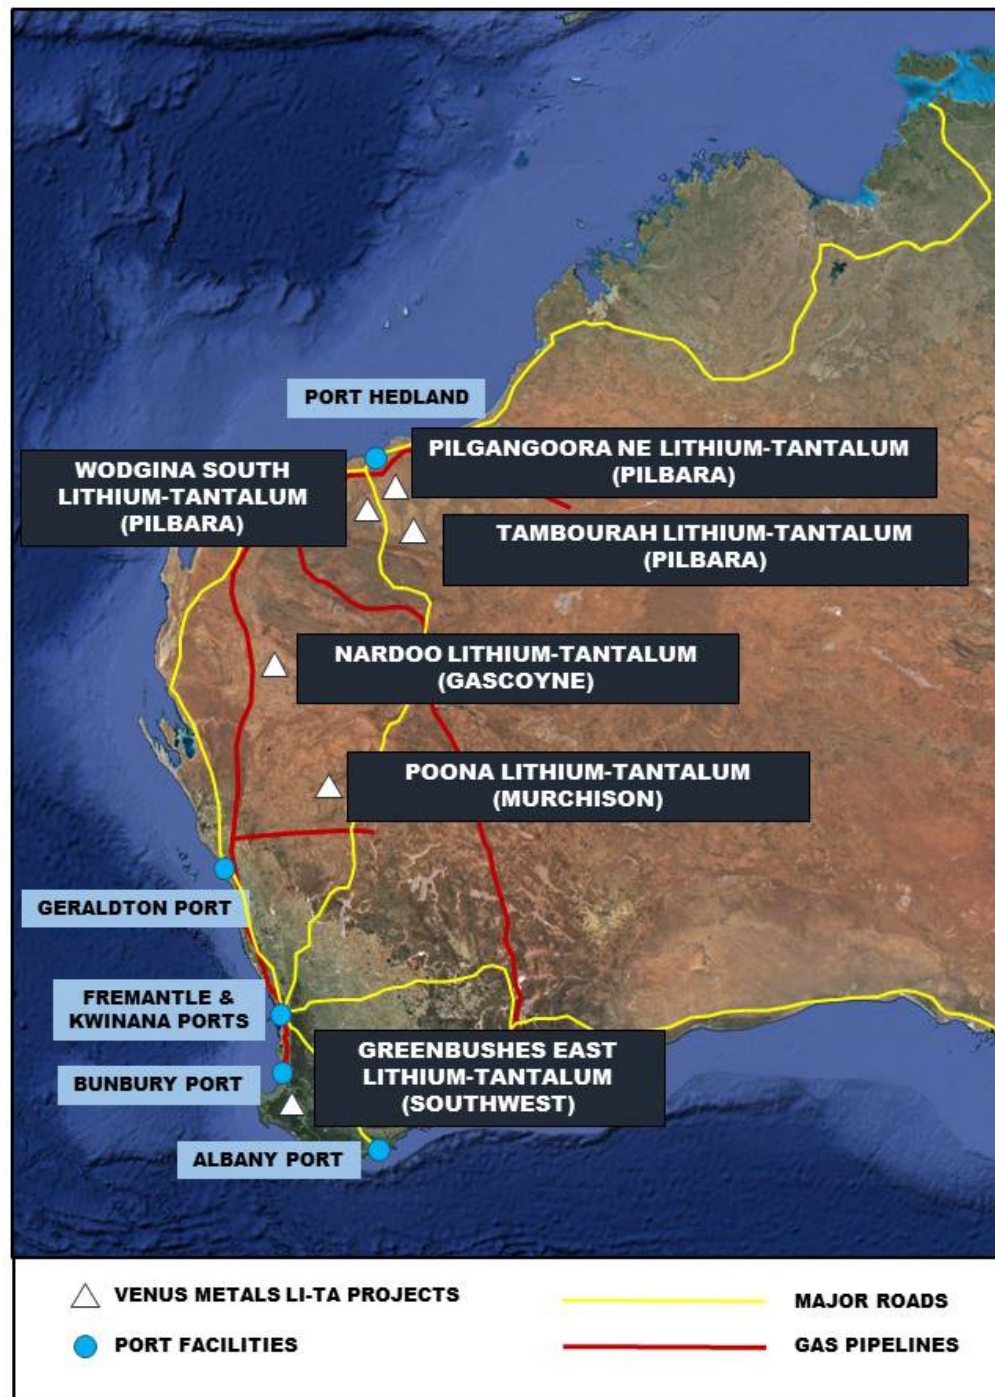 PORT HEDLAND
PILGANGOORA NE LITHIUM-TANTALUM
(PILBARA)
WODGINA SOUTH
LITHIUM-TANTALUM
(PILBARA)
TAMBOURAH LITHIUM-TANTALUM
(PILBARA)
NARDOO LITHIUM-TANTALUM
(GASCOYNE)
POONA LITHIUM-TANTALUM
(MURCHISON)
GERALDTON PORT
FREMANTLE &
KWINANA PORTS
GREENBUSHES EAST
LITHIUM-TANTALUM
(SOUTHWEST)
BUNBURY PORT
ALBANY PORT
VENUS METALS LI-TA PROJECTS
MAJOR ROADS
PORT FACILITIES
GAS PIPELINES